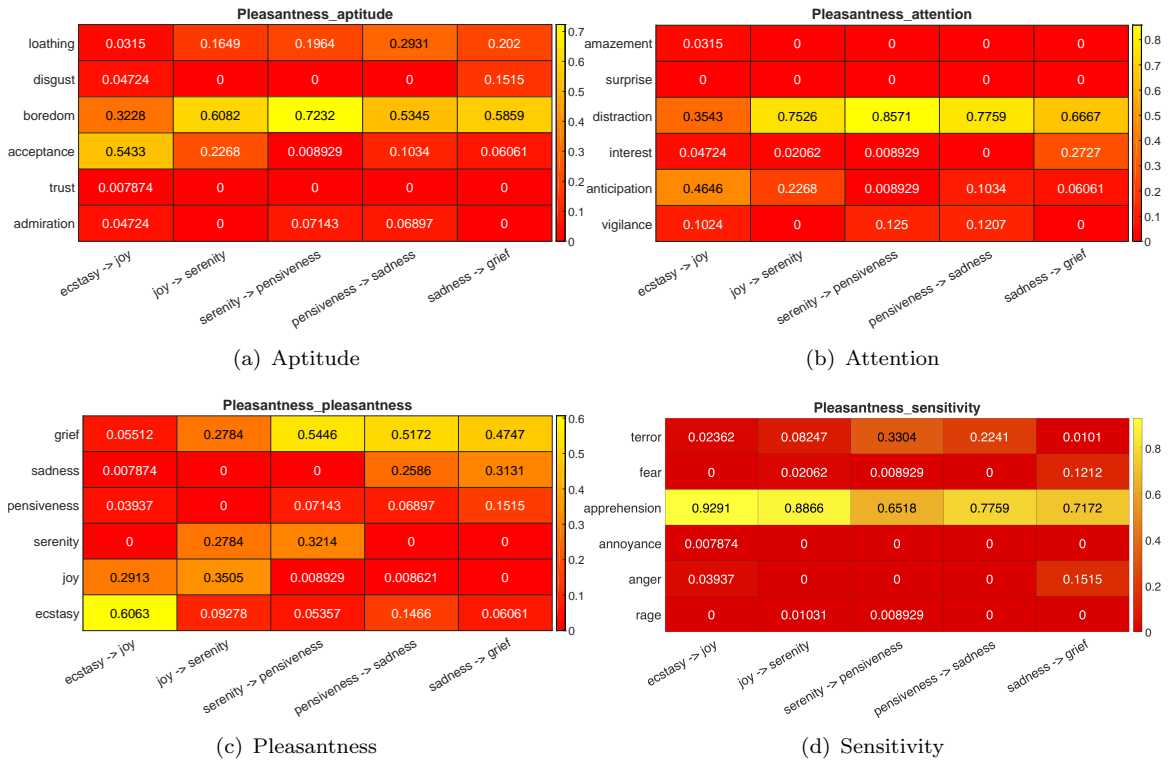 Pleasantness_aptitude
loathing 0.0315 0.1649 0.1964 0.2931 0.202
disgust 0.04724 0 0 0 0.1515
boredom 0.3228 0.6082 0.7232 0.5345 0.5859
acceptance 0.5433 0.2268 0.008929 0.1034 0.06061
trust 0.007874 0 0 0 0
admiration 0.04724 0 0.07143 0.06897 0
0.7
0.6
0.5
0.4
0.3
0.2
0.1
0
ecstasy -> joy
joy -> serenity
serenity -> pensiveness
pensiveness -> sadness
sadness -> grief
(a) Aptitude
Pleasantness_attention
amazement 0.0315 0 0 0 0
surprise 0 0 0 0 0
distraction 0.3543 0.7526 0.8571 0.7759 0.6667
interest 0.04724 0.02062 0.008929 0 0.2727
anticipation 0.4646 0.2268 0.008929 0.1034 0.06061
vigilance 0.1024 0 0.125 0.1207 0
0.8
0.7
0.6
0.5
0.4
0.3
0.2
0.1
0
ecstasy -> joy
joy -> serenity
serenity -> pensiveness
pensiveness -> sadness
sadness -> grief
(b) Attention
Pleasantness_pleasantness
grief 0.05512 0.2784 0.5446 0.5172 0.4747
sadness 0.007874 0 0 0.2586 0.3131
pensiveness 0.03937 0 0.07143 0.06897 0.1515
serenity 0 0.2784 0.3214 0 0
joy 0.2913 0.3505 0.008929 0.008621 0
ecstasy 0.6063 0.09278 0.05357 0.1466 0.06061
0.6
0.5
0.4
0.3
0.2
0.1
0
ecstasy -> joy
joy -> serenity
serenity -> pensiveness
pensiveness -> sadness
sadness -> grief
(c) Pleasantness
Pleasantness_sensitivity
terror 0.02362 0.08247 0.3304 0.2241 0.0101
fear 0 0.02062 0.008929 0 0.1212
apprehension 0.9291 0.8866 0.6518 0.7759 0.7172
annoyance 0.007874 0 0 0 0
anger 0.03937 0 0 0 0.1515
rage 0 0.01031 0.008929 0 0
0.8
0.6
0.4
0.2
0
ecstasy -> joy
joy -> serenity
serenity -> pensiveness
pensiveness -> sadness
sadness -> grief
(d) Sensitivity